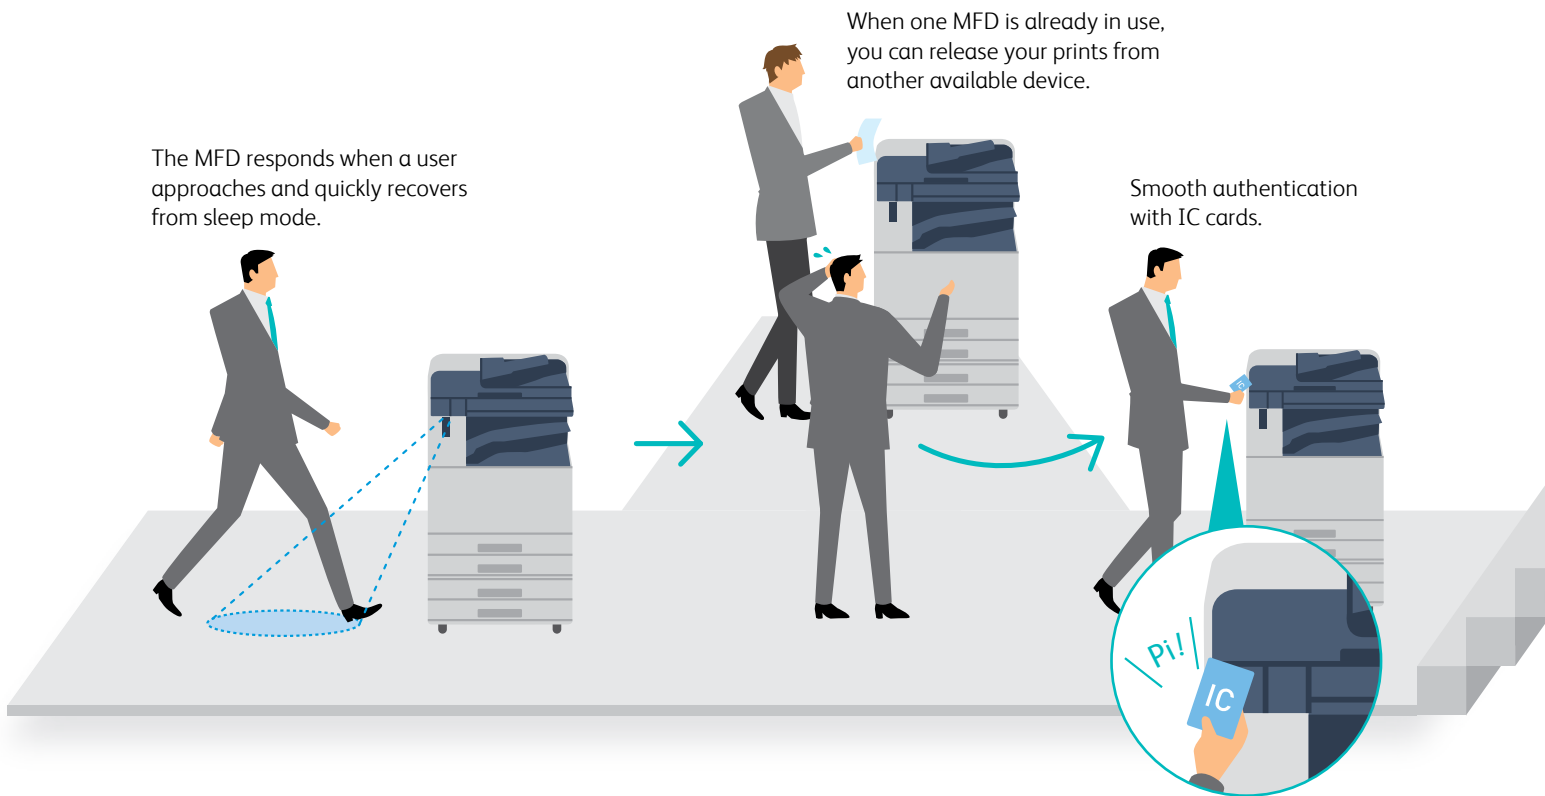 The MFD responds when a user
approaches and quickly recovers
from sleep mode.
When one MFD is already in use,
you can release your prints from
another available device.
Smooth authentication
with IC cards.
IC
Pi!
IC